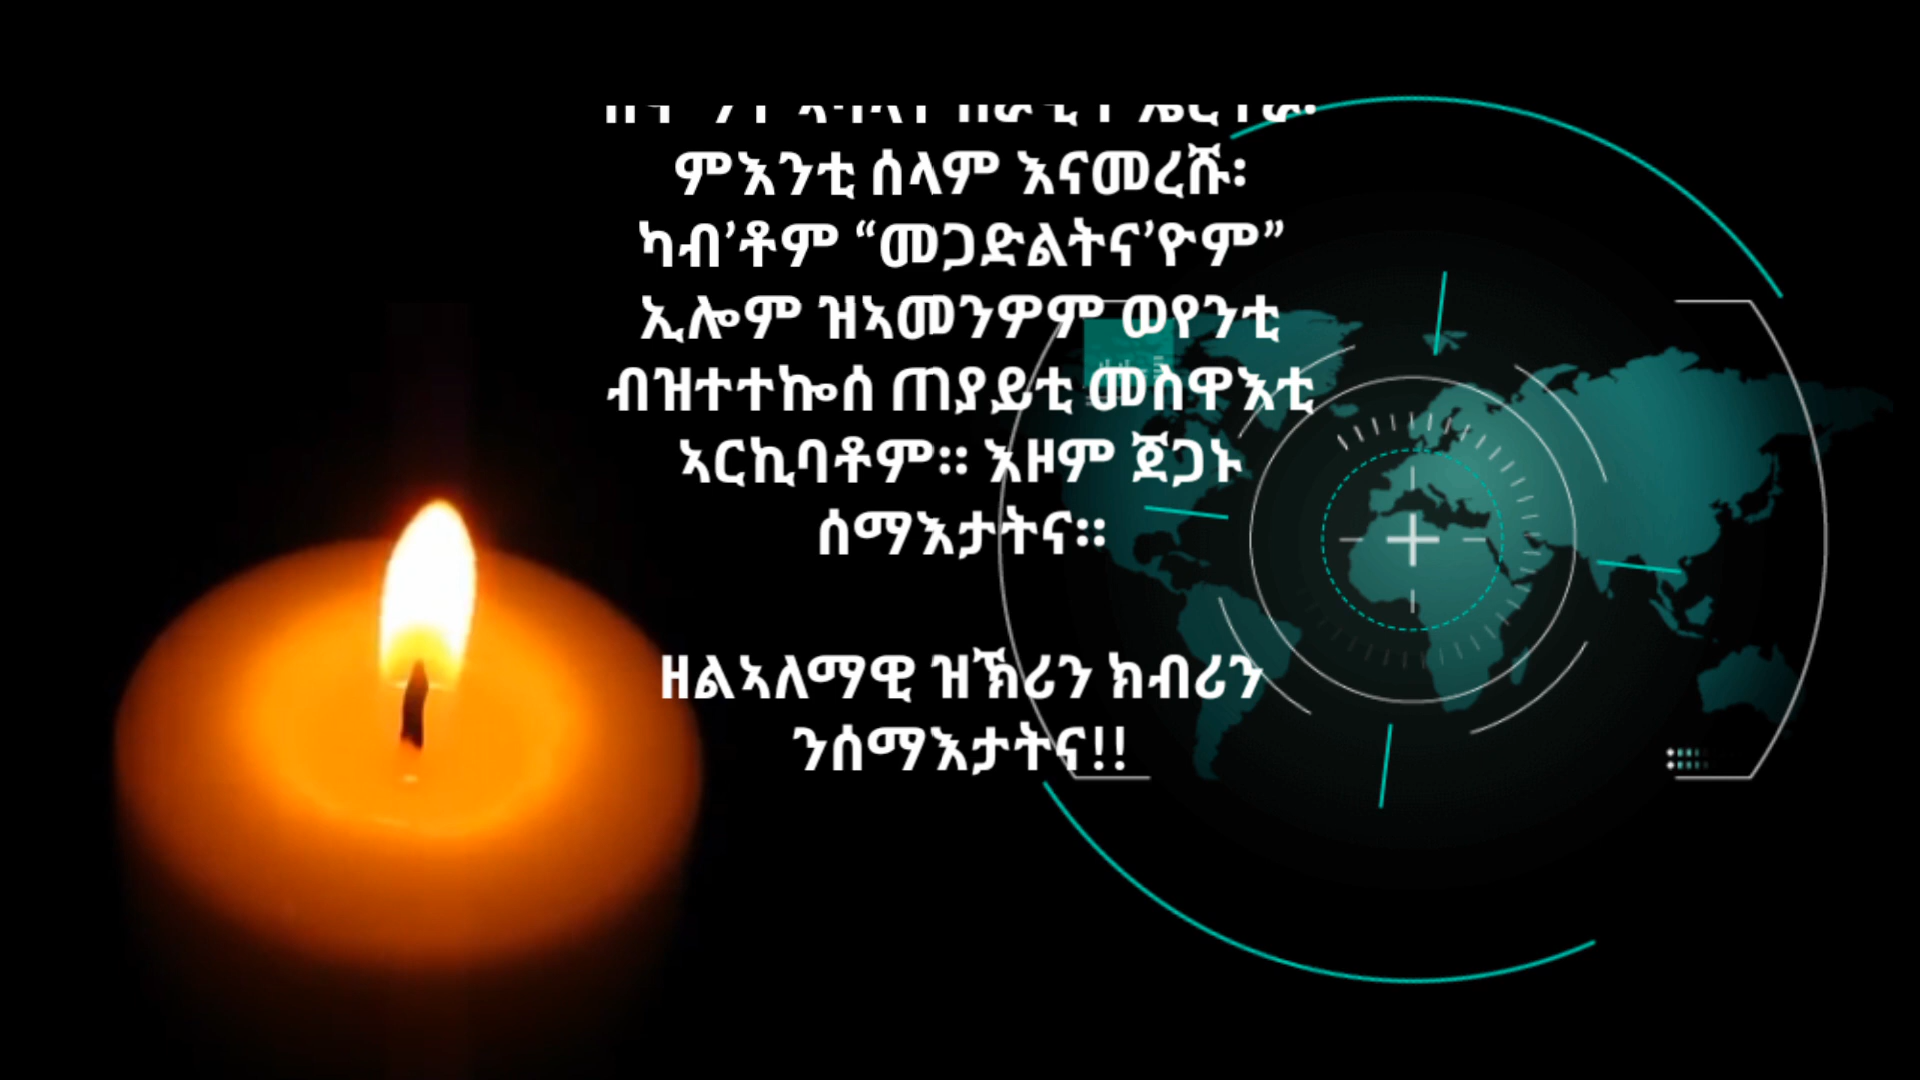 ምእንቲ ሰላም እናመረሹ፡
ካብ’ቶም “መጋድልትና’ዮም”
ኢሎም ዝኣመንዎም ወየንቲ
ብዝተተኰሰ ጠያይቲ መስዋእቲ
ኣርኪባቶም። እዞም ጀጋኑ
ሰማእታትና።
ዘልኣለማዊ ዝኽሪን ክብሪን
ንሰማእታትና!!